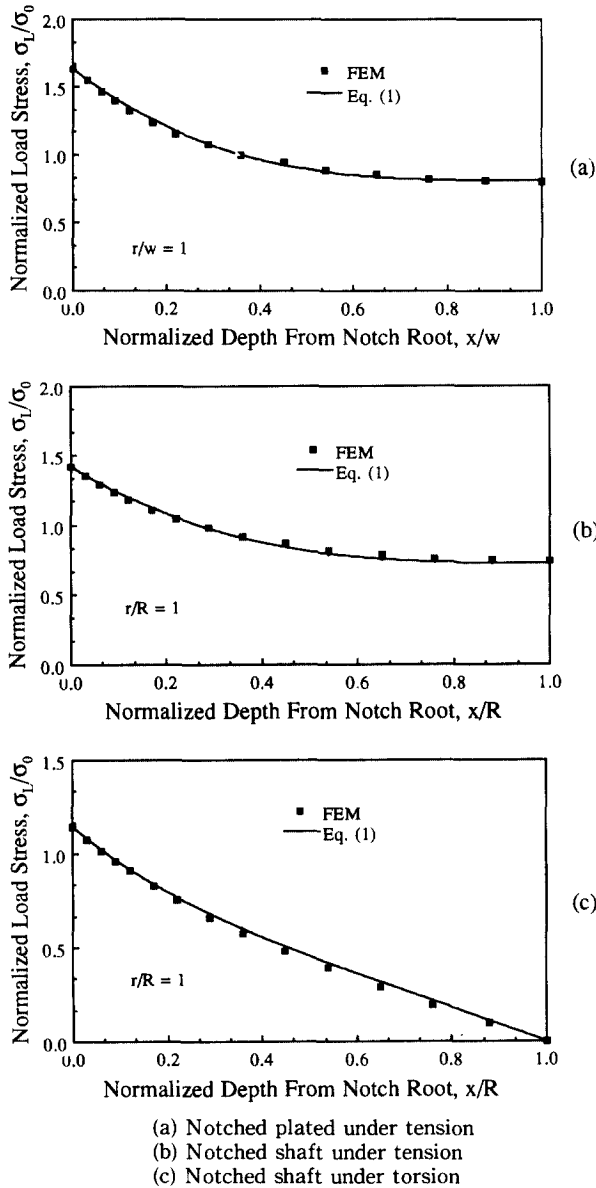 Normalized Load Stress, σL/σ0
2.0
1.5
1.0
0.5
0.0
FEM
Eq. (1)
r/w = 1
(a)
0.0 0.2 0.4 0.6 0.8 1.0
Normalized Depth From Notch Root, x/w
Normalized Load Stress, σL/σ0
2.0
1.5
1.0
0.5
0.0
FEM
Eq. (1)
r/R = 1
(b)
0.0 0.2 0.4 0.6 0.8 1.0
Normalized Depth From Notch Root, x/R
Normalized Load Stress, σL/σ0
1.5
1.0
0.5
0.0
FEM
Eq. (1)
r/R = 1
(c)
0.0 0.2 0.4 0.6 0.8 1.0
Normalized Depth From Notch Root, x/R
(a) Notched plated under tension
(b) Notched shaft under tension
(c) Notched shaft under torsion